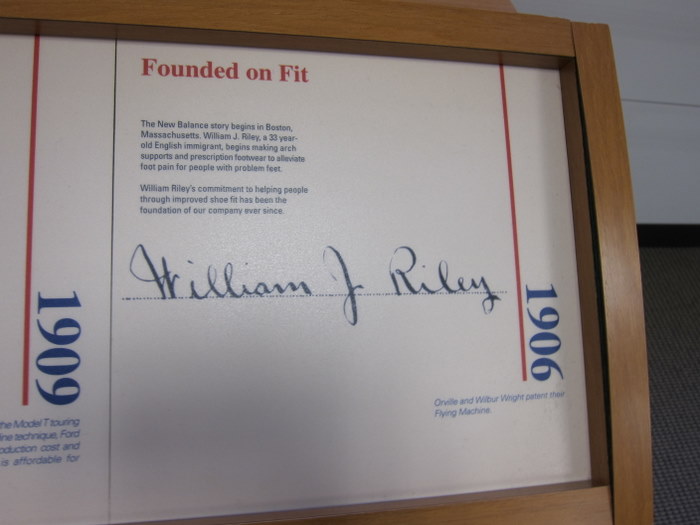 Founded on Fit
The New Balance story begins in Boston,
Massachusetts. William J. Riley, a 33 year-
old English immigrant, begins making arch
supports and prescription footwear to alleviate
foot pain for people with problem feet.
William Riley's commitment to helping people
through improved shoe fit has been the
foundation of our company ever since.
William J Riley
1906
Orville and Wilbur Wright patent their
Flying Machine.
1909
the Model T touring
line technique, Ford
oduction cost and
is affordable for